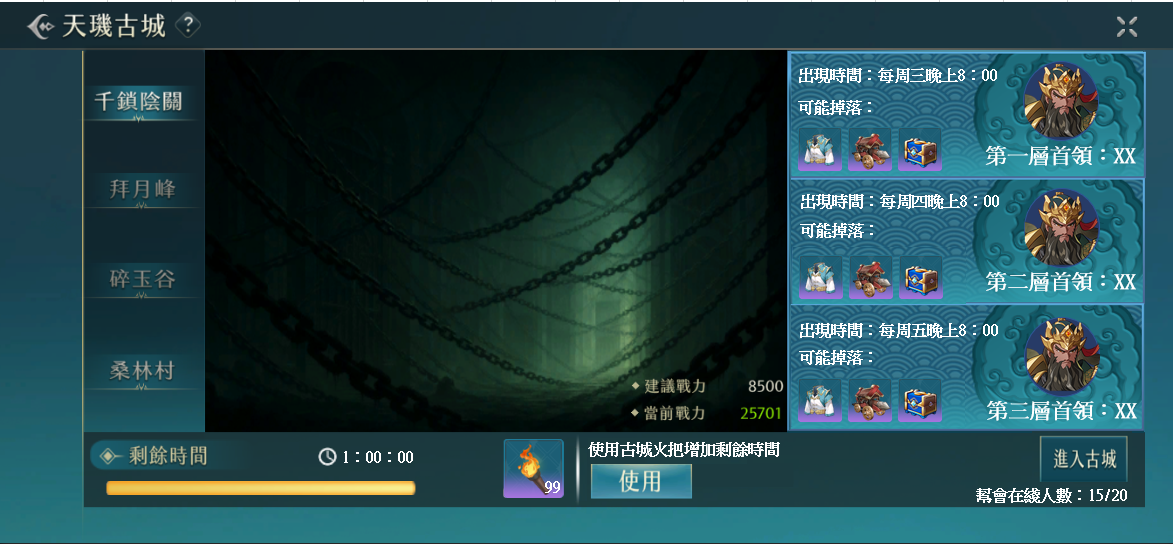 天璣古城 ?
千鎖陰關
拜月峰
碎玉谷
桑林村
建議戰力 8500
當前戰力 25701
出現時間：每周三晚上8：00
可能掉落：
第一層首領：XX
出現時間：每周四晚上8：00
可能掉落：
第二層首領：XX
出現時間：每周五晚上8：00
可能掉落：
第三層首領：XX
剩餘時間 1：00：00
99
使用古城火把增加剩餘時間
使用
進入古城
幫會在綫人數：15/20